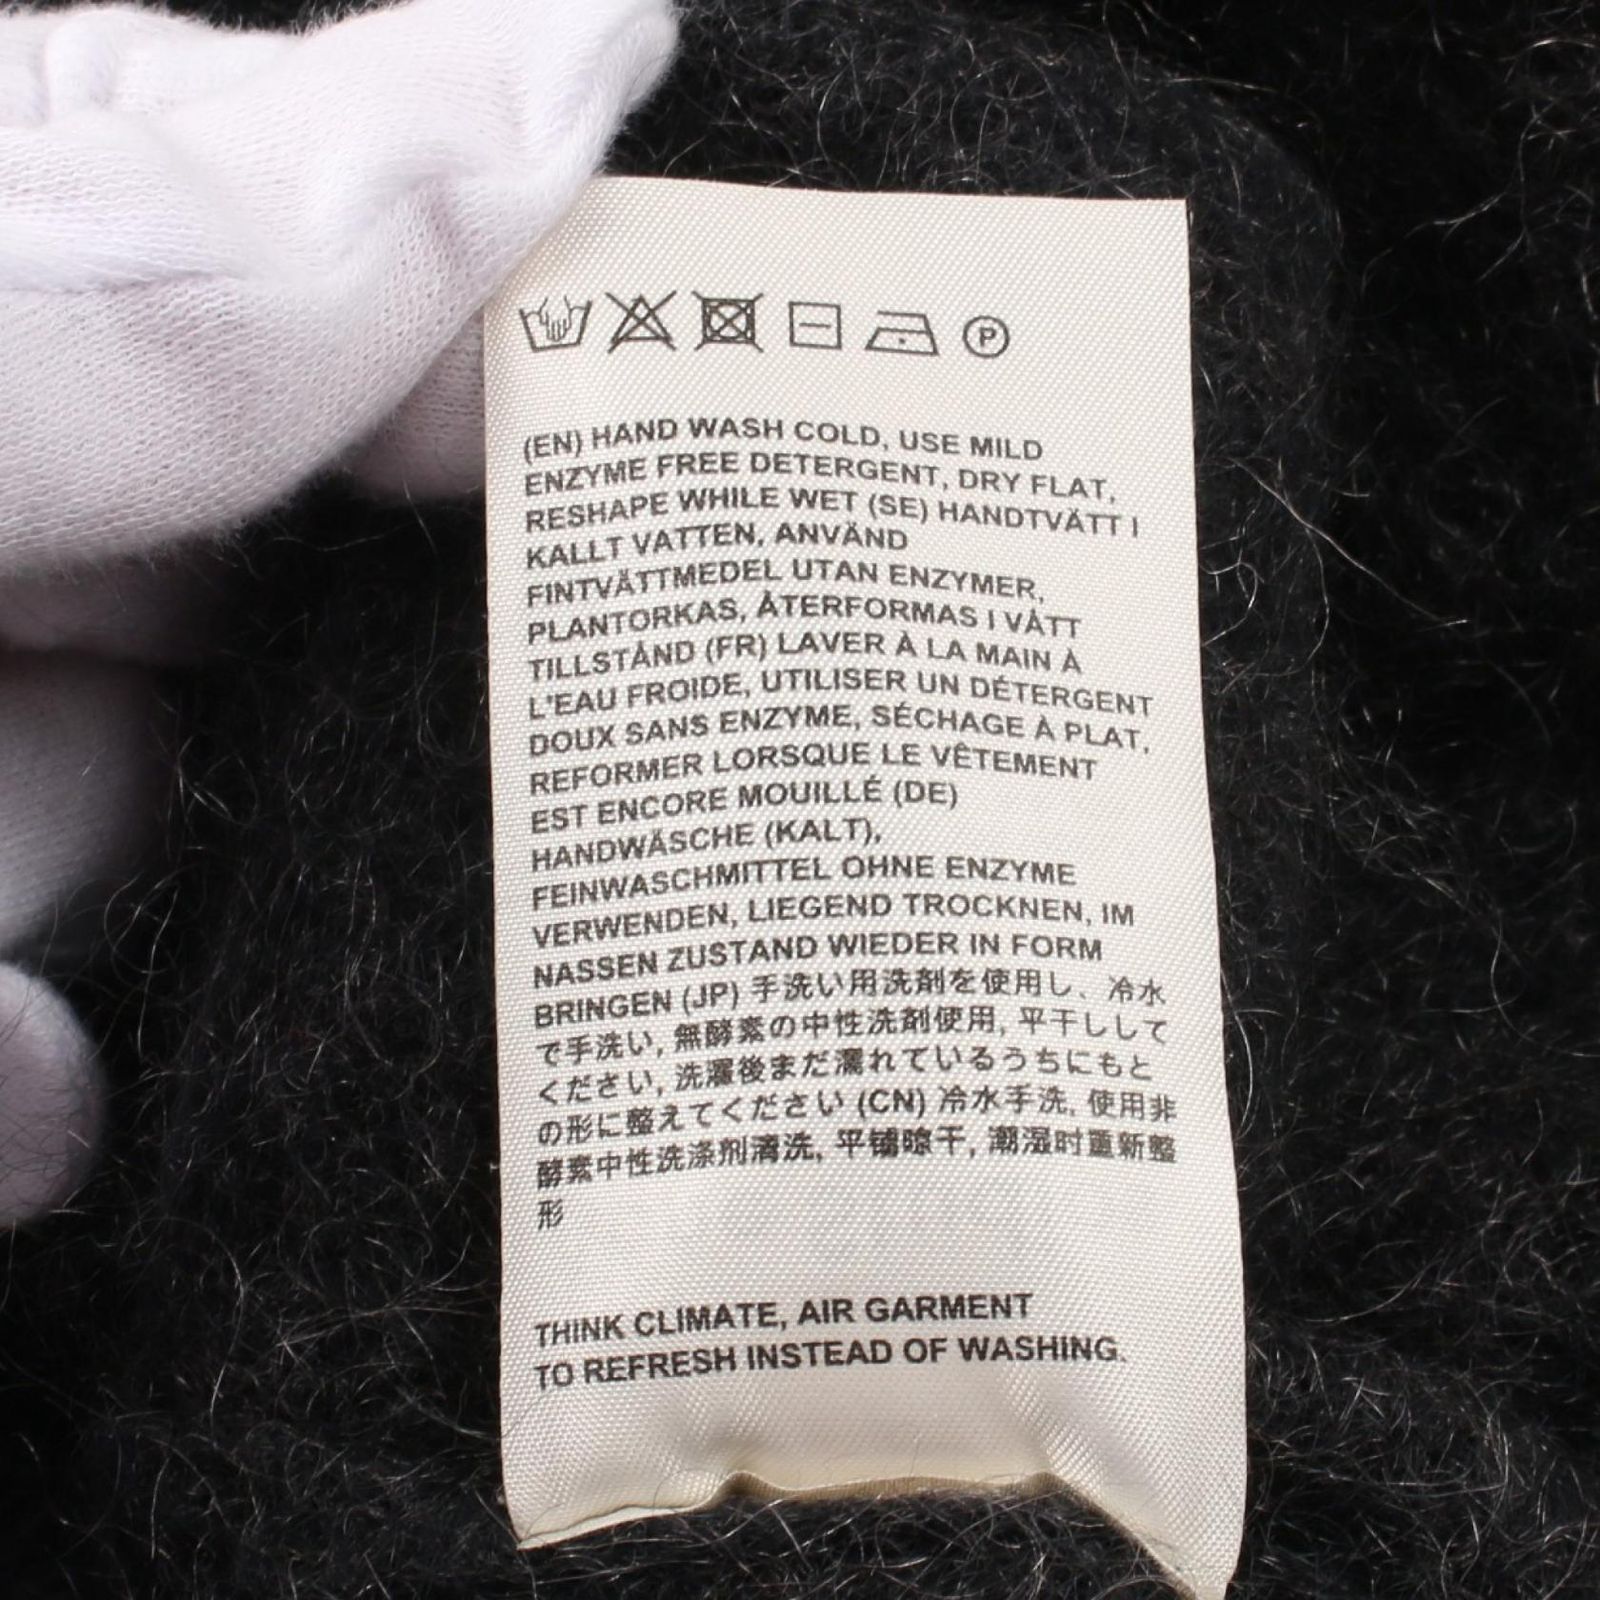 P
(EN) HAND WASH COLD, USE MILD
ENZYME FREE DETERGENT, DRY FLAT,
RESHAPE WHILE WET (SE) HANDTVÄTT I
KALLT VATTEN, ANVÄND
FINTVÄTTMEDEL UTAN ENZYMER,
PLANTORKAS, ÅTERFORMAS I VÅTT
TILLSTÅND (FR) LAVER À LA MAIN À
L'EAU FROIDE, UTILISER UN DÉTERGENT
DOUX SANS ENZYME, SÉCHAGE À PLAT,
REFORMER LORSQUE LE VÊTEMENT
EST ENCORE MOUILLÉ (DE)
HANDWÄSCHE (KALT),
FEINWASCHMITTEL OHNE ENZYME
VERWENDEN, LIEGEND TROCKNEN, IM
NASSEN ZUSTAND WIEDER IN FORM
BRINGEN (JP) 手洗い用洗剤を使用し、冷水
で手洗い, 無酵素の中性洗剤使用, 平干ししてください, 洗濯後まだ濡れているうちにもと
の形に整えてください (CN) 冷水手洗, 使用非
酵素中性洗涤剂清洗, 平铺晾干, 潮湿时重新整
形
THINK CLIMATE, AIR GARMENT
TO REFRESH INSTEAD OF WASHING.